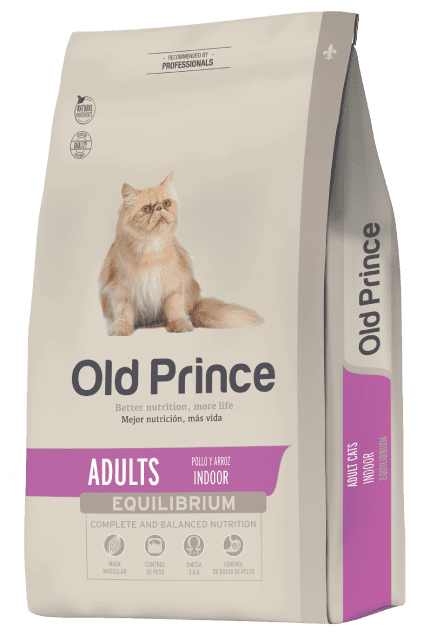 RECOMMENDED BY
PROFESSIONALS
NATURAL
QUALITY
Old Prince
Better nutrition, more life
Mejor nutrición, más vida
ADULTS
POLLO Y ARROZ
INDOOR
EQUILIBRIUM
COMPLETE AND BALANCED NUTRITION
MASA
MUSCULAR
CONTROL
DE PESO
OMEGA
3 & 6
CONTROL
DE BOLAS DE PELOS
Old Prince
ADULT CATS
INDOOR
EQUILIBRIUM